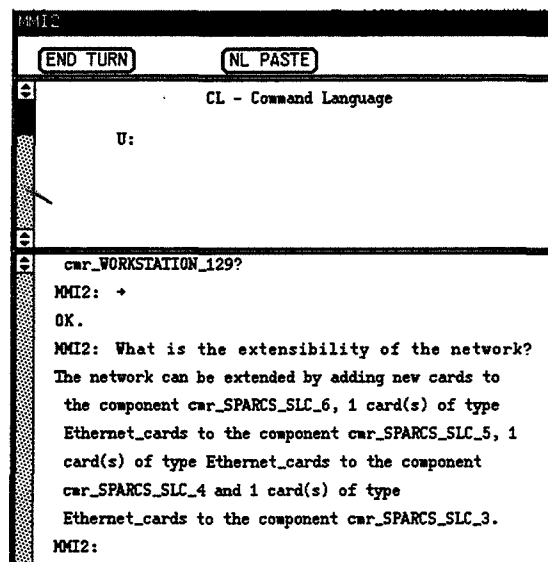 MMI2
END TURN
NL PASTE
CL - Command Language
U:
cmr_WORKSTATION_129?
MMI2: →
OK.
MMI2: What is the extensibility of the network?
The network can be extended by adding new cards to
the component cmr_SPARCS_SLC_6, 1 card(s) of type
Ethernet_cards to the component cmr_SPARCS_SLC_5, 1
card(s) of type Ethernet_cards to the component
cmr_SPARCS_SLC_4 and 1 card(s) of type
Ethernet_cards to the component cmr_SPARCS_SLC_3.
MMI2: